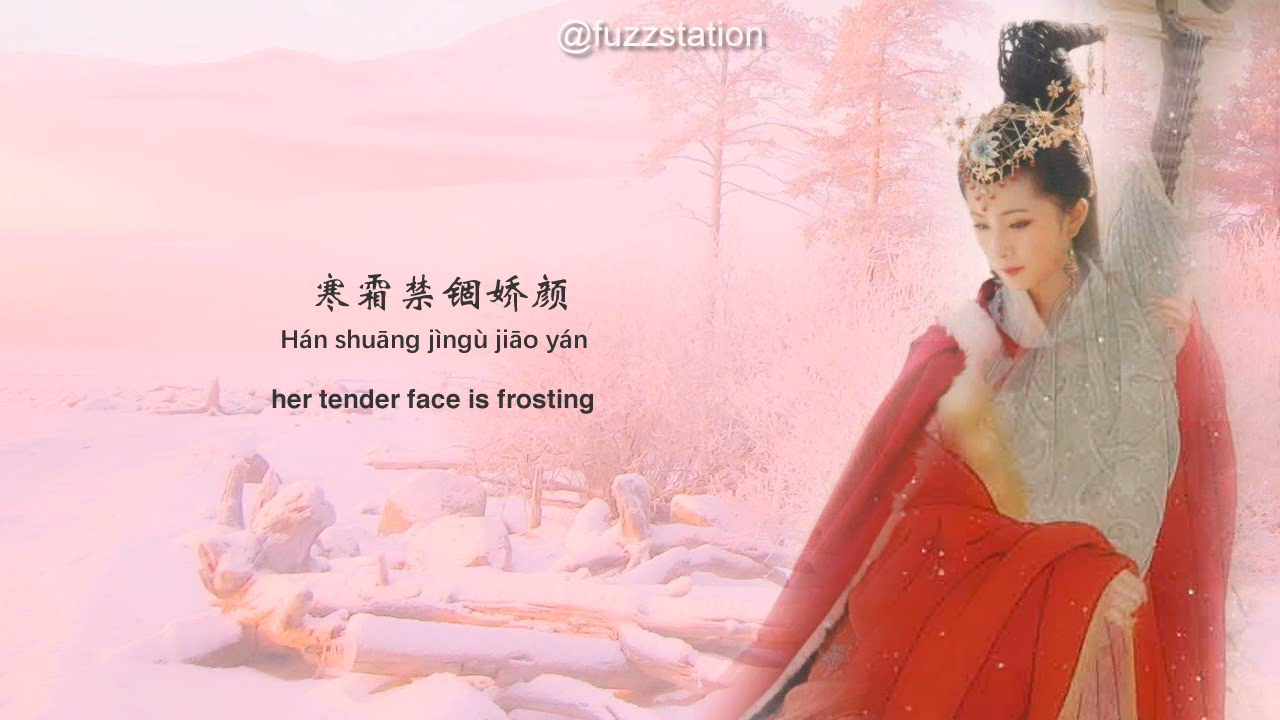 @fuzzstation
寒霜禁锢娇颜
Hán shuāng jìngù jiāo yán
her tender face is frosting